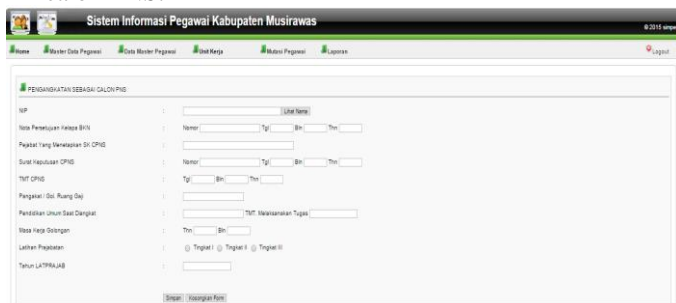 Sistem Informasi Pegawai Kabupaten Musirawas
© 2015 simpe
Home Master Data Pegawai Data Master Pegawai Unit Kerja Mutasi Pegawai Laporan Logout
PENGANGKATAN SEBAGAI CALON PNS
NIP : Lihat Nama
Nota Persetujuan Kelapa BKN : Nomor Tgl Bln Thn
Pejabat Yang Menetapkan SK CPNS :
Surat Keputusan CPNS : Nomor Tgl Bln Thn
TMT CPNS : Tgl Bln Thn
Pangakat / Gol. Ruang Gaji :
Pendidikan Umum Saat Diangkat : TMT. Melaksanakan Tugas
Masa Kerja Golongan : Thn Bln
Latihan Prajabatan : Tingkat I Tingkat II Tingkat III
Tahun LATPRAJAB :
Simpan Kosongkan Form